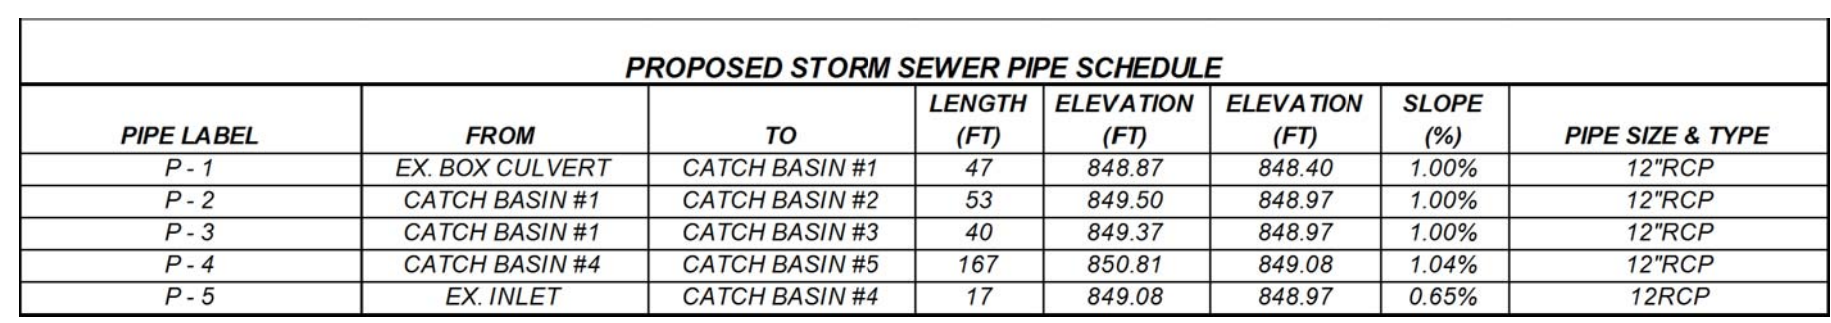 PROPOSED STORM SEWER PIPE SCHEDULE
LENGTH ELEVATION ELEVATION SLOPE
PIPE LABEL FROM TO (FT) (FT) (FT) (%) PIPE SIZE & TYPE
P - 1 EX. BOX CULVERT CATCH BASIN #1 47 848.87 848.40 1.00% 12"RCP
P - 2 CATCH BASIN #1 CATCH BASIN #2 53 849.50 848.97 1.00% 12"RCP
P - 3 CATCH BASIN #1 CATCH BASIN #3 40 849.37 848.97 1.00% 12"RCP
P - 4 CATCH BASIN #4 CATCH BASIN #5 167 850.81 849.08 1.04% 12"RCP
P - 5 EX. INLET CATCH BASIN #4 17 849.08 848.97 0.65% 12RCP